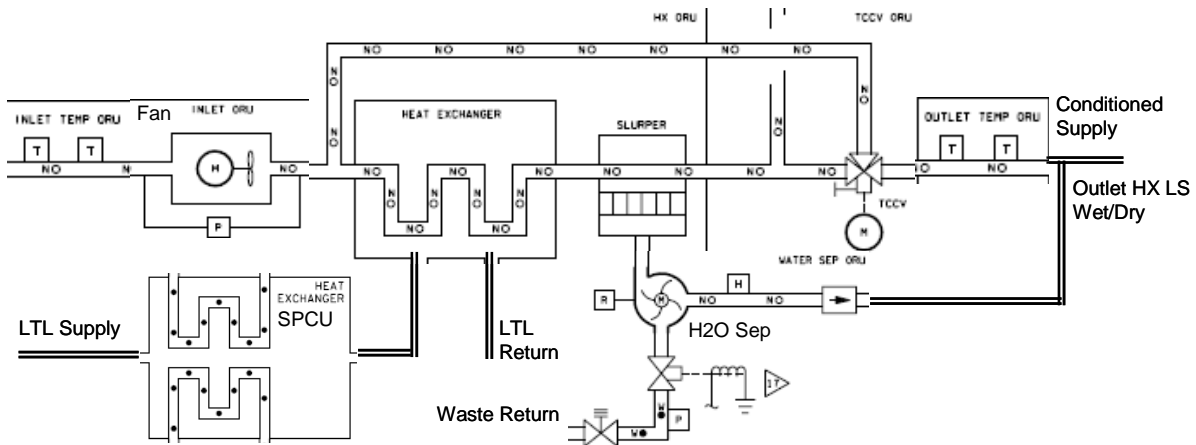 HX ORU
TCCV ORU
NO NO NO NO NO NO NO
NO
NO
NO
INLET TEMP ORU
Fan
INLET ORU
HEAT EXCHANGER
SLURPER
OUTLET TEMP ORU
Conditioned
Supply
T T
M
T T
NO N
NO
NO
NO NO NO NO
NO
NO NO
NO NO NO
NO NO
P
TCCV
M
Outlet HX LS
Wet/Dry
WATER SEP ORU
HEAT
EXCHANGER
SPCU
LTL Supply
LTL
Return
R
M
H
NO NO
H2O Sep
17
Waste Return
W
P
W